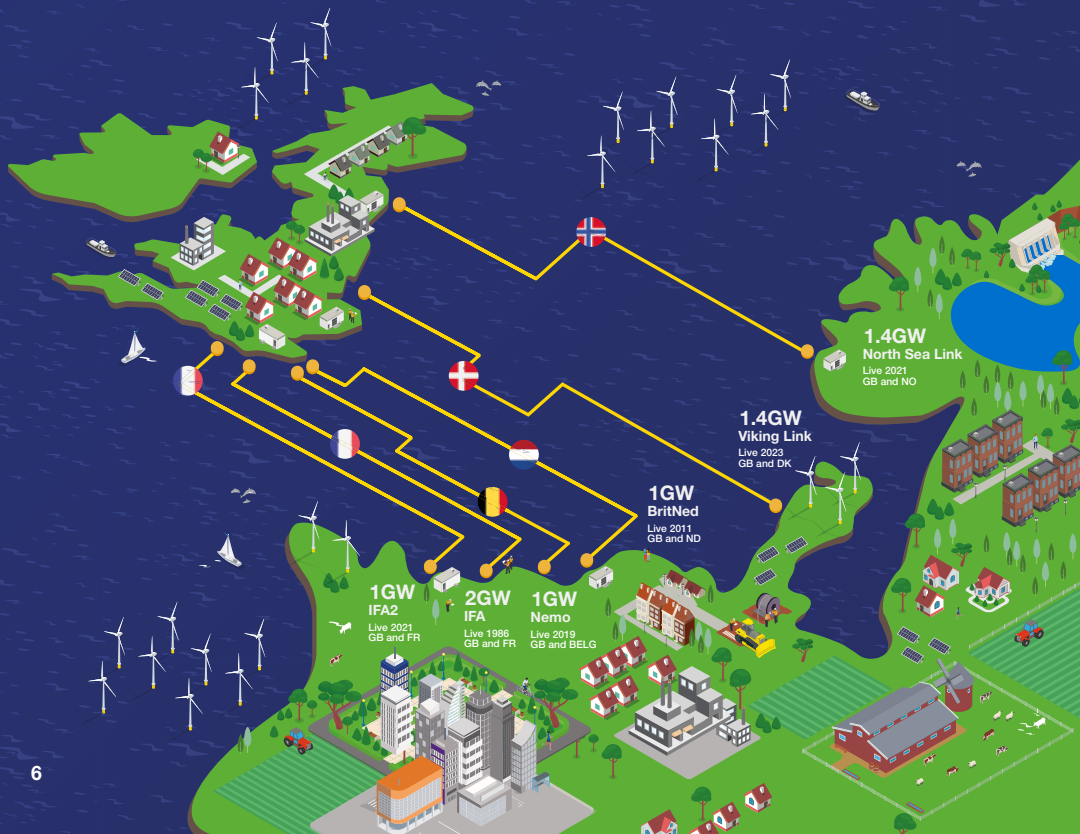 1.4GW
North Sea Link
Live 2021
GB and NO
1.4GW
Viking Link
Live 2023
GB and DK
1GW
BritNed
Live 2011
GB and ND
1GW
IFA2
Live 2021
GB and FR
2GW
IFA
Live 1986
GB and FR
1GW
Nemo
Live 2019
GB and BELG
6